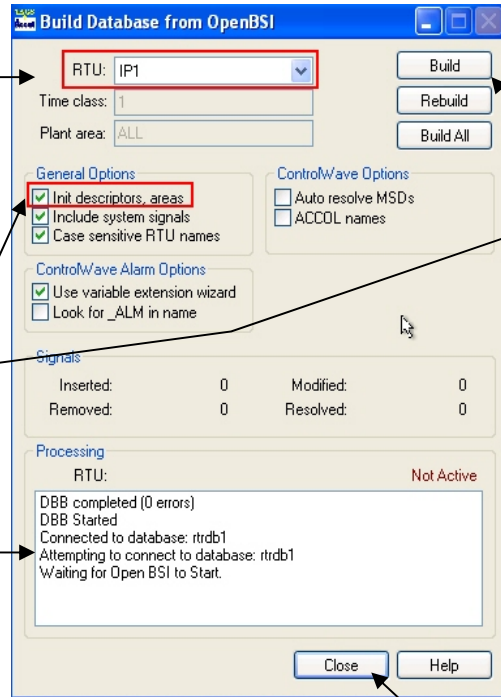 Build Database from OpenBSI
RTU: IP1
Build
Time class: 1
Rebuild
Plant area: ALL
Build All
General Options
Init descriptors, areas
Include system signals
Case sensitive RTU names
ControlWave Options
Auto resolve MSDs
ACCOL names
ControlWave Alarm Options
Use variable extension wizard
Look for _ALM in name
Signals
Inserted: 0 Modified: 0
Removed: 0 Resolved: 0
Processing
RTU: Not Active
DBB completed (0 errors)
DBB Started
Connected to database: rtrdb1
Attempting to connect to database: rtrdb1
Waiting for Open BSI to Start.
Close Help